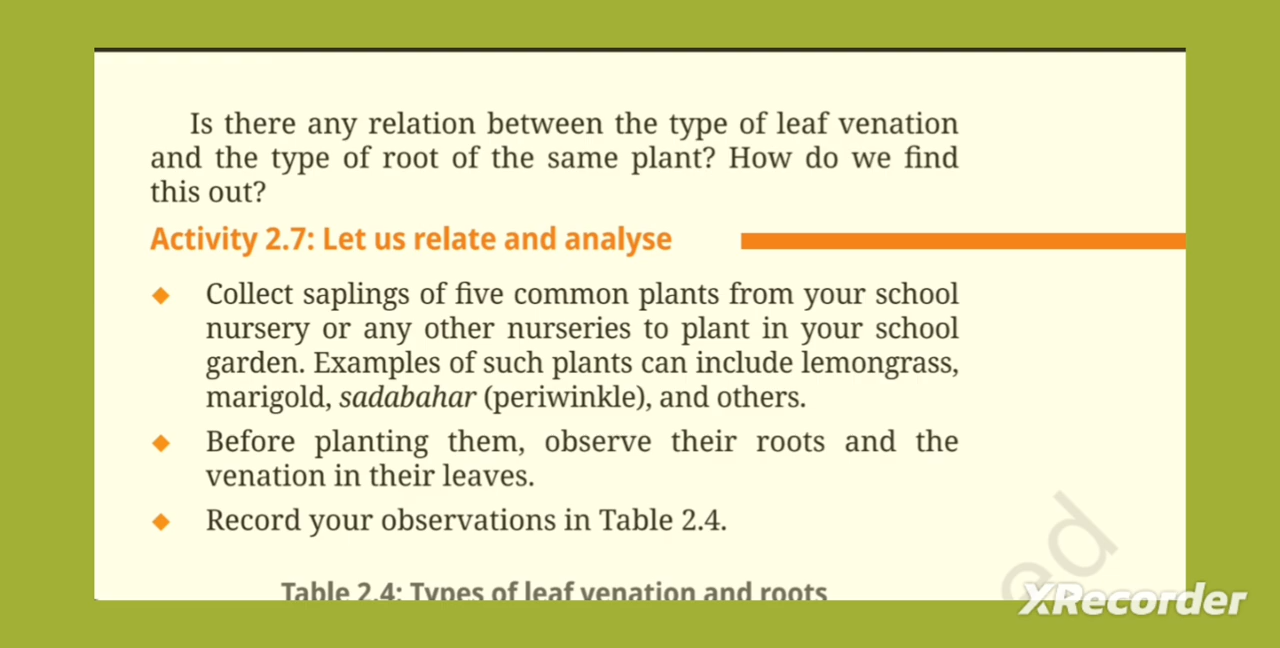 Is there any relation between the type of leaf venation
and the type of root of the same plant? How do we find
this out?
Activity 2.7: Let us relate and analyse
Collect saplings of five common plants from your school
nursery or any other nurseries to plant in your school
garden. Examples of such plants can include lemongrass,
marigold, sadabahar (periwinkle), and others.
Before planting them, observe their roots and the
venation in their leaves.
Record your observations in Table 2.4.
Table 2.4: Types of leaf venation and roots
ed
XRecorder